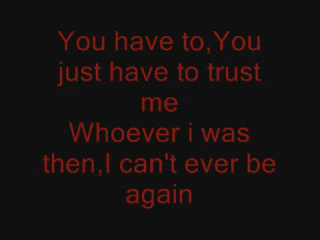 You have to,You
just have to trust
me
Whoever i was
then,I can't ever be
again